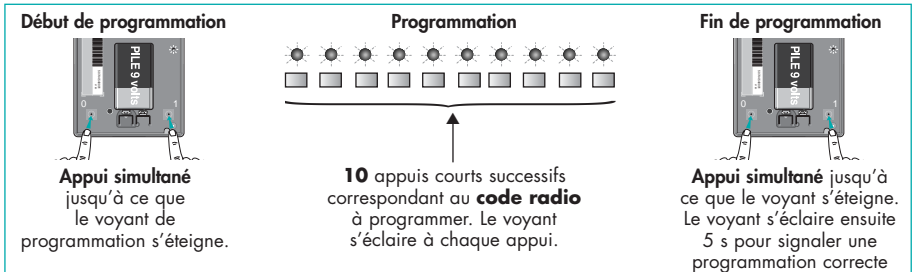 Début de programmation
PILE 9 volts
0
1
Appui simultané
jusqu'à ce que
le voyant de
programmation s'éteigne.
Programmation
10 appuis courts successifs
correspondant au code radio
à programmer. Le voyant
s'éclaire à chaque appui.
Fin de programmation
PILE 9 volts
0
1
Appui simultané jusqu'à
ce que le voyant s'éteigne.
Le voyant s'éclaire ensuite
5 s pour signaler une
programmation correcte